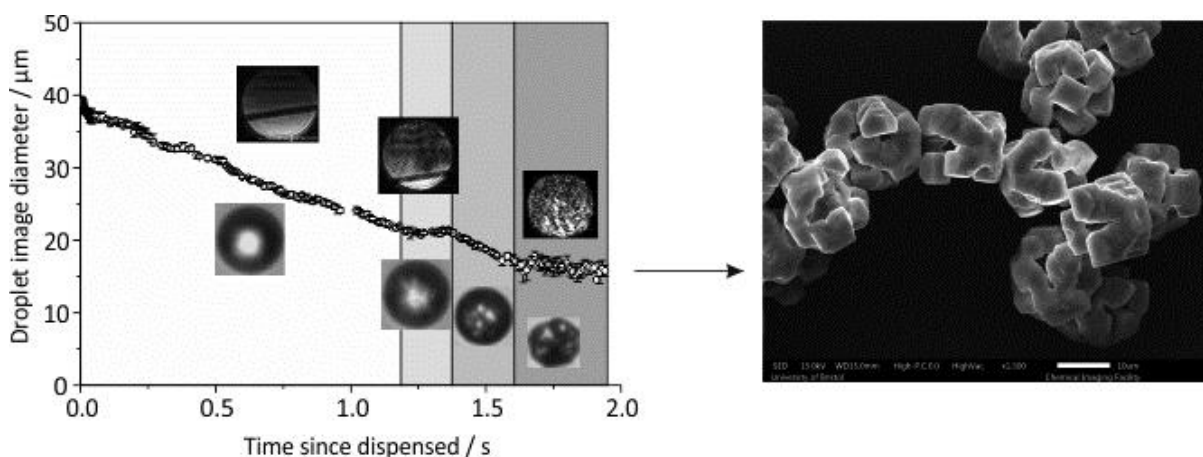 Droplet image diameter / µm
50
40
30
20
10
0
0.0 0.5 1.0 1.5 2.0
Time since dispensed / s
SED 15.0kV WD15.0mm High-P.C.60 HighVac. x1,300 10µm
University of Bristol Chemical Imaging Facility